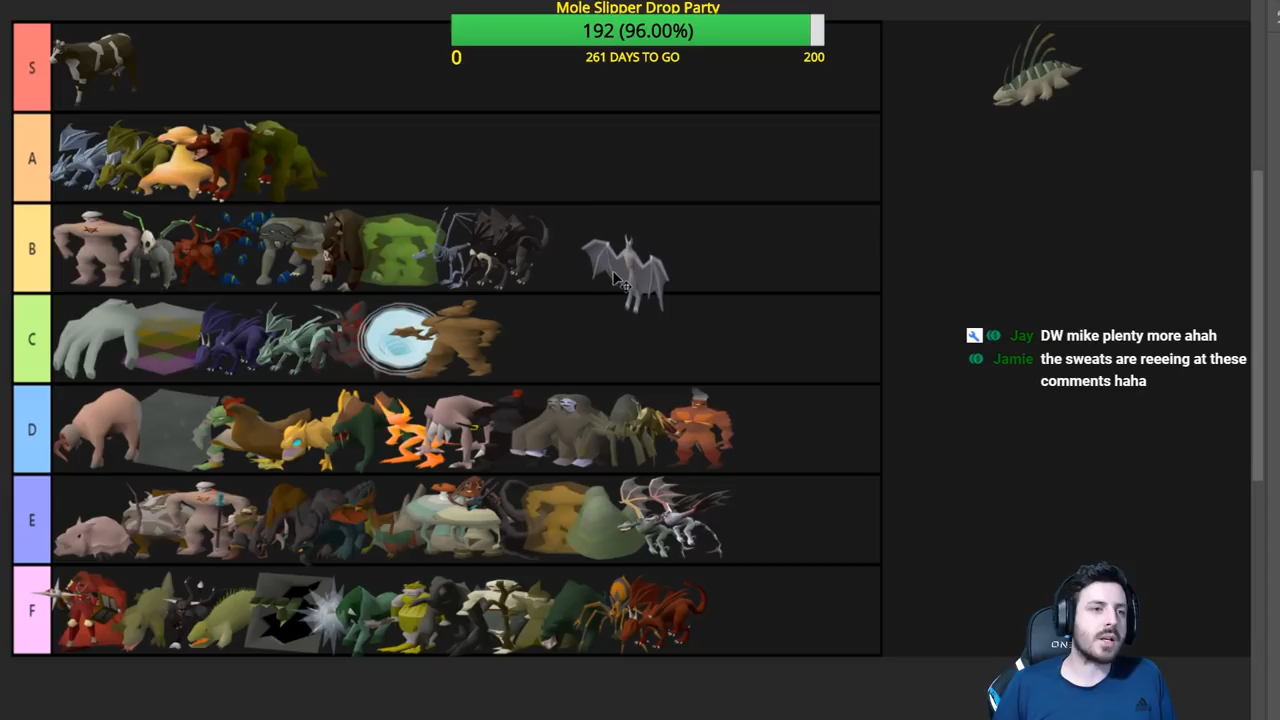 Mole Slipper Drop Party
192 (96.00%)
0 261 DAYS TO GO 200
S
A
B
C
D
E
F
Jay DW mike plenty more ahah
Jamie the sweats are reeeing at these
comments haha
ONE